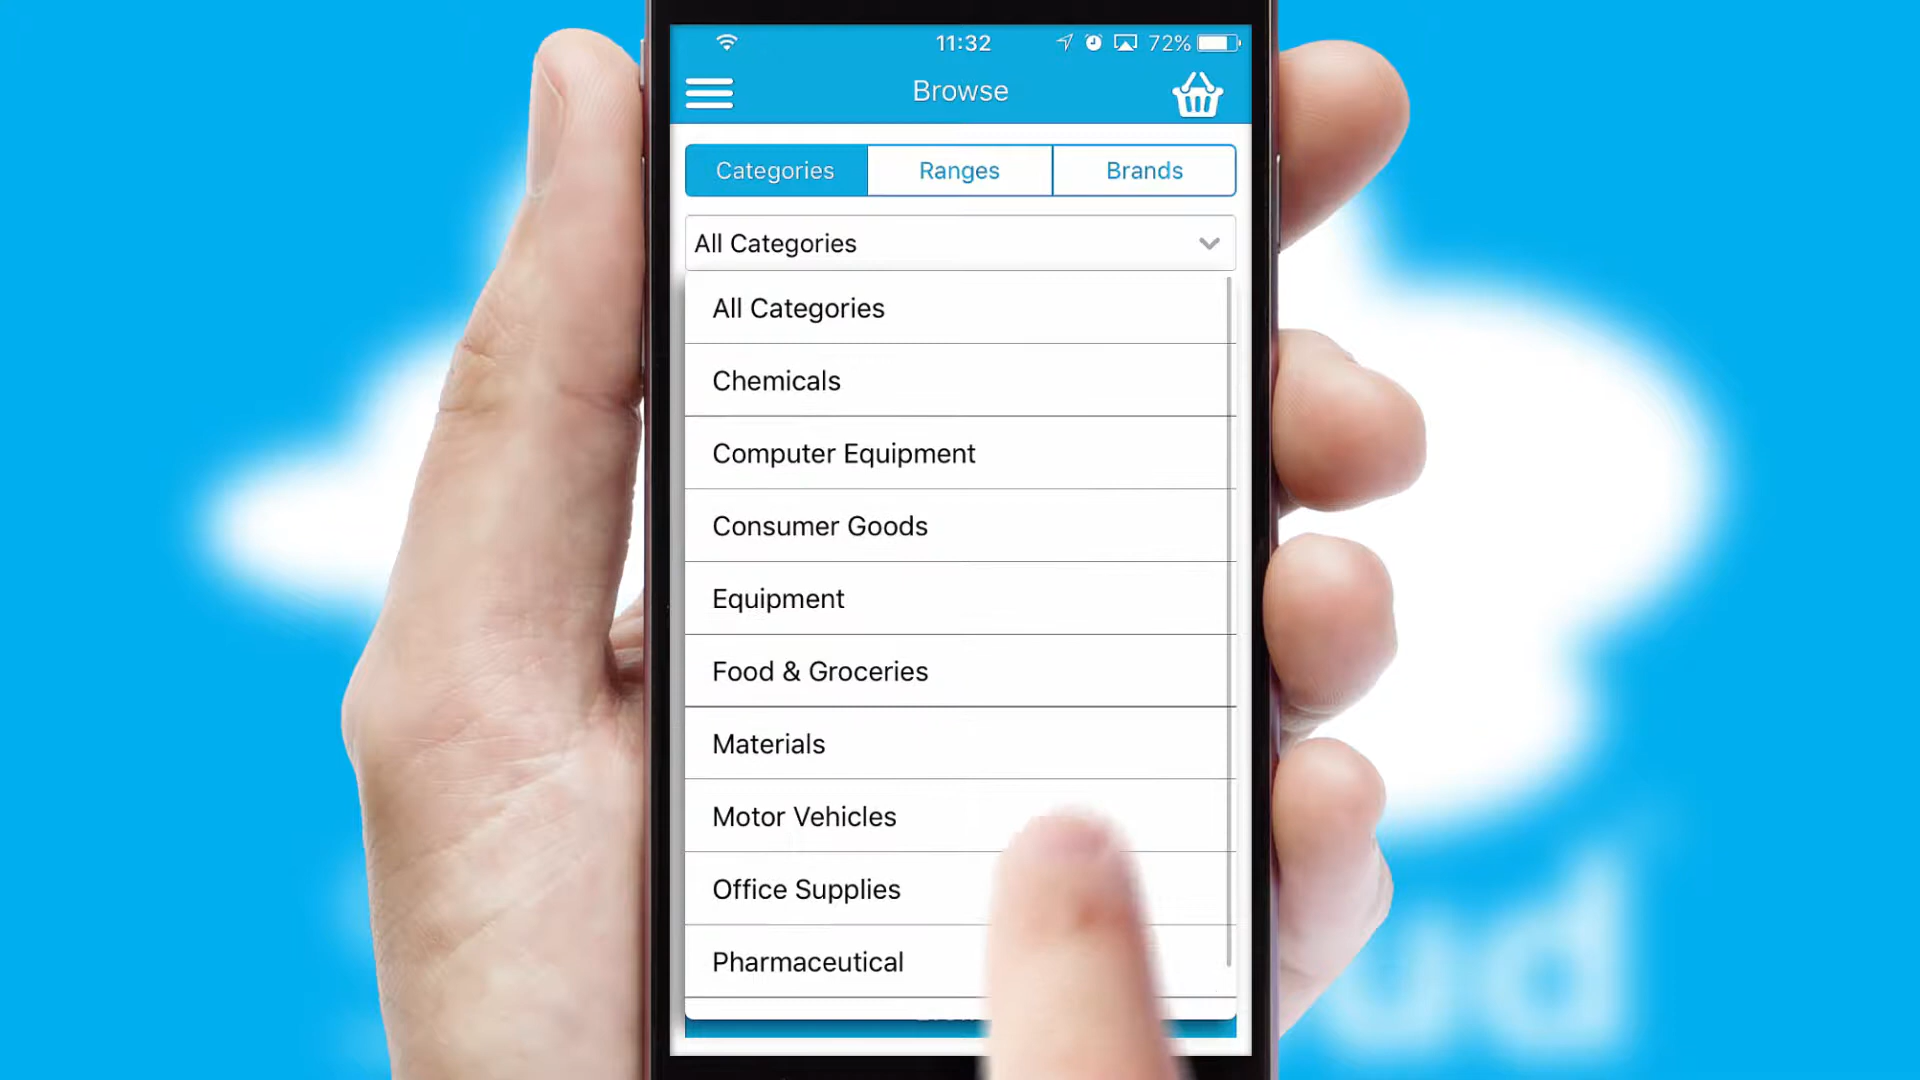 11:32 72%
Browse
Categories Ranges Brands
All Categories
All Categories
Chemicals
Computer Equipment
Consumer Goods
Equipment
Food & Groceries
Materials
Motor Vehicles
Office Supplies
Pharmaceutical
ud